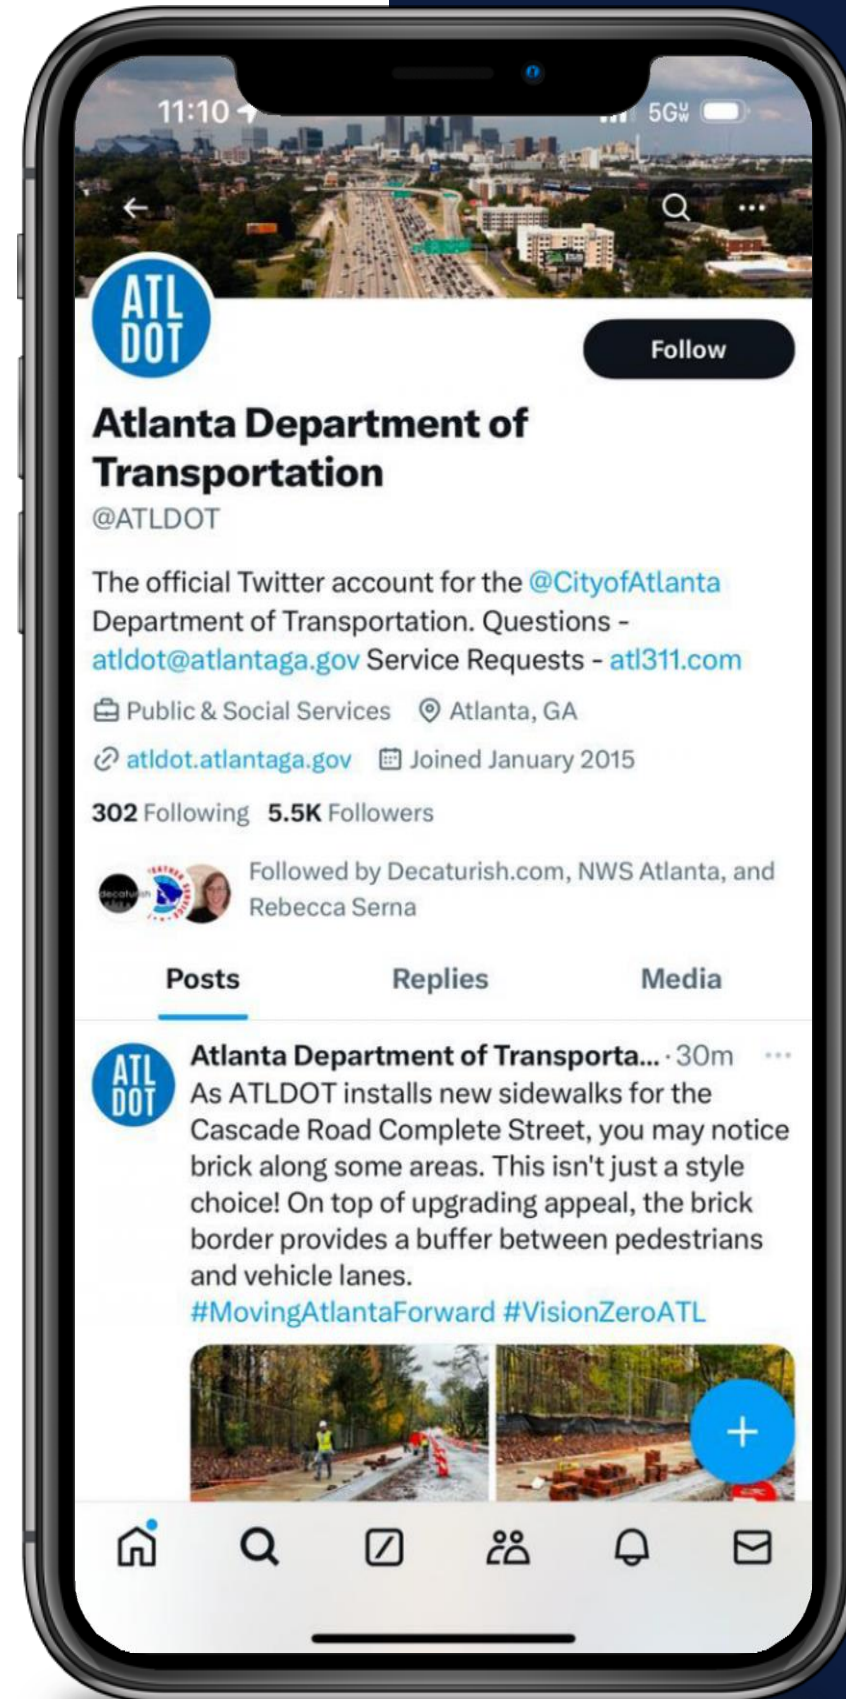 11:10
5G UW
ATL
DOT
Follow
Atlanta Department of
Transportation
@ATLDOT
The official Twitter account for the @CityofAtlanta
Department of Transportation. Questions -
atldot@atlantaga.gov Service Requests - atl311.com
Public & Social Services Atlanta, GA
atldot.atlantaga.gov Joined January 2015
302 Following 5.5K Followers
decaturish
Followed by Decaturish.com, NWS Atlanta, and
Rebecca Serna
Posts Replies Media
ATL
DOT
Atlanta Department of Transporta... · 30m
As ATLDOT installs new sidewalks for the
Cascade Road Complete Street, you may notice
brick along some areas. This isn't just a style
choice! On top of upgrading appeal, the brick
border provides a buffer between pedestrians
and vehicle lanes.
#MovingAtlantaForward #VisionZeroATL